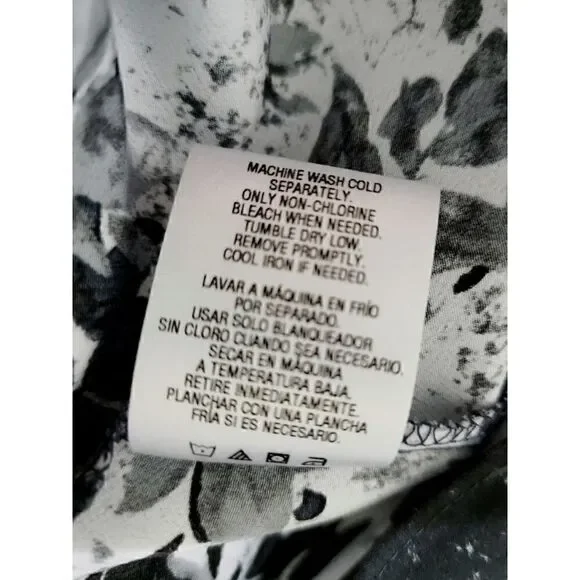 MACHINE WASH COLD
SEPARATELY.
ONLY NON-CHLORINE
BLEACH WHEN NEEDED.
TUMBLE DRY LOW.
REMOVE PROMPTLY.
COOL IRON IF NEEDED.
LAVAR A MÁQUINA EN FRÍO
POR SEPARADO.
USAR SOLO BLANQUEADOR
SIN CLORO CUANDO SEA NECESARIO.
SECAR EN MÁQUINA
A TEMPERATURA BAJA.
RETIRE INMEDIATAMENTE.
PLANCHAR CON UNA PLANCHA
FRÍA SI ES NECESARIO.